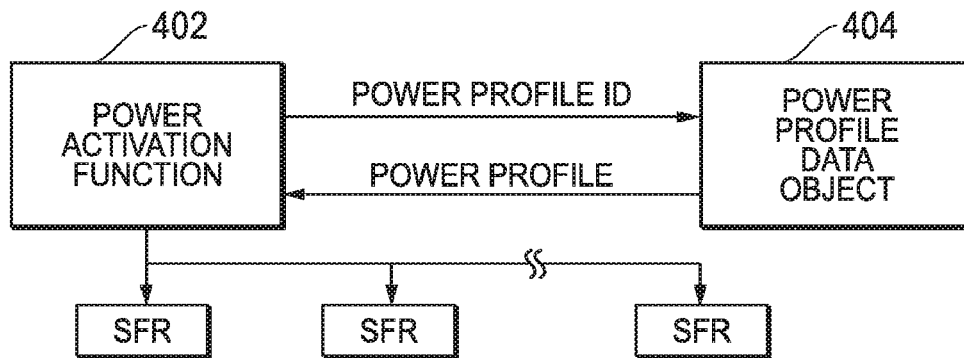 402
404
POWER
ACTIVATION
FUNCTION
POWER PROFILE ID
POWER PROFILE
POWER
PROFILE
DATA
OBJECT
SFR
SFR
SFR